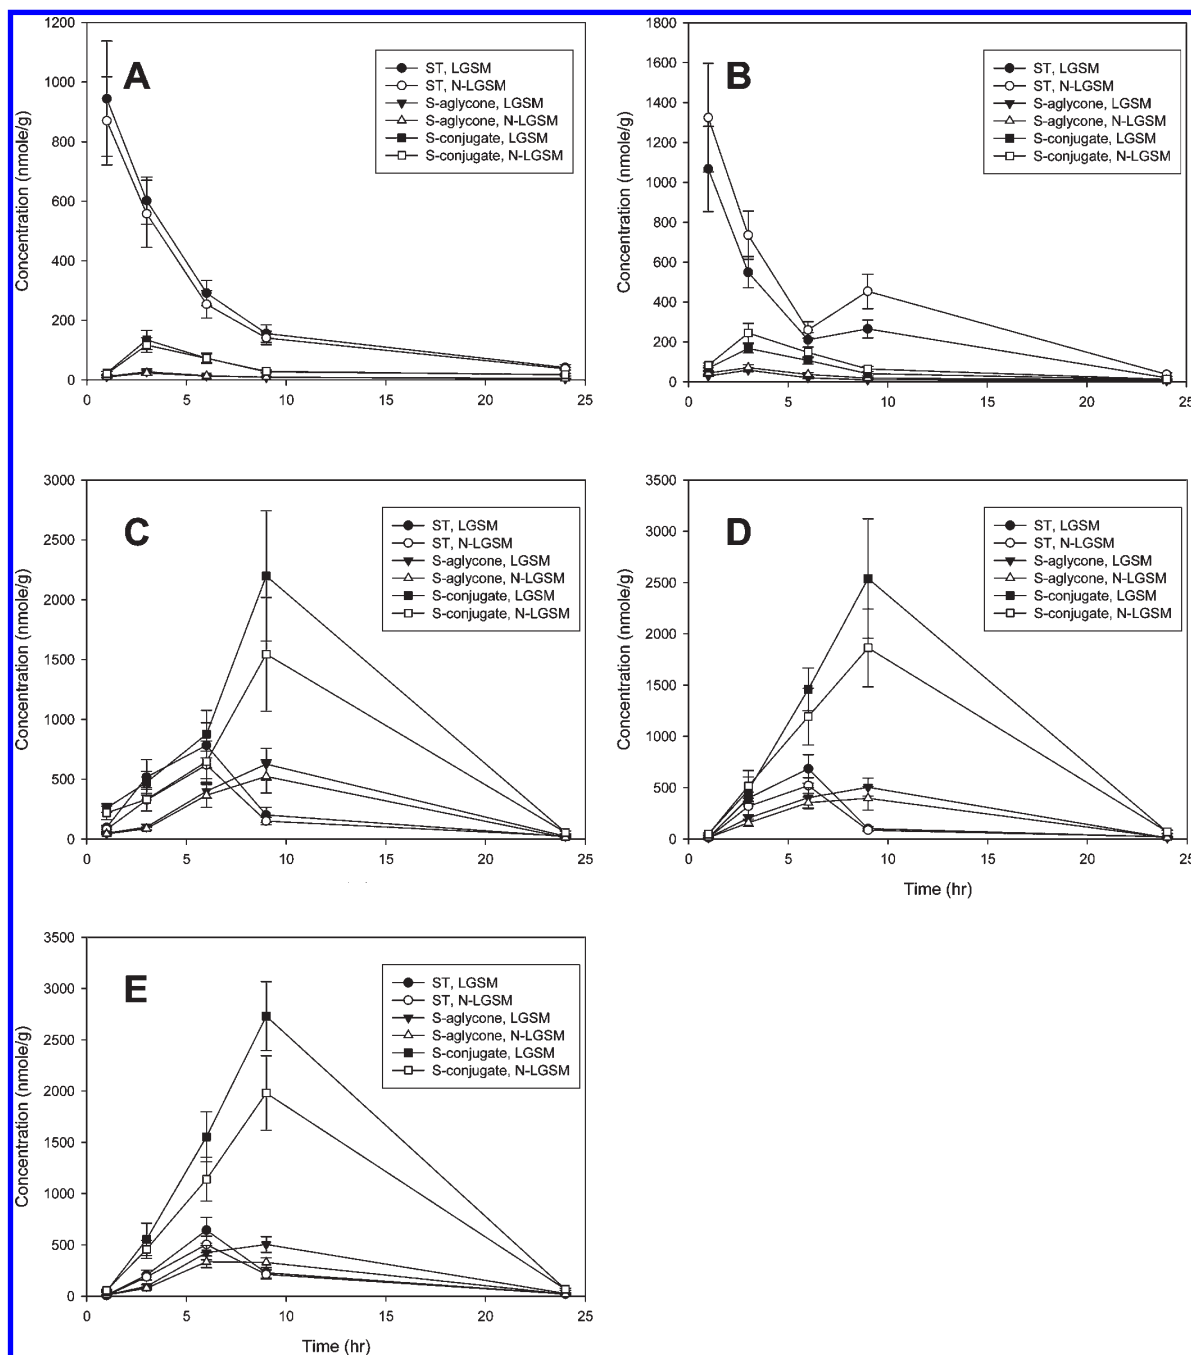 A
Concentration (nmole/g)
1200
1000
800
600
400
200
0
0 5 10 15 20 25
ST, LGSM
ST, N-LGSM
S-aglycone, LGSM
S-aglycone, N-LGSM
S-conjugate, LGSM
S-conjugate, N-LGSM
B
Concentration (nmole/g)
1800
1600
1400
1200
1000
800
600
400
200
0
0 5 10 15 20 25
ST, LGSM
ST, N-LGSM
S-aglycone, LGSM
S-aglycone, N-LGSM
S-conjugate, LGSM
S-conjugate, N-LGSM
C
Concentration (nmole/g)
3000
2500
2000
1500
1000
500
0
0 5 10 15 20 25
ST, LGSM
ST, N-LGSM
S-aglycone, LGSM
S-aglycone, N-LGSM
S-conjugate, LGSM
S-conjugate, N-LGSM
D
Concentration (nmole/g)
3500
3000
2500
2000
1500
1000
500
0
0 5 10 15 20 25
Time (hr)
ST, LGSM
ST, N-LGSM
S-aglycone, LGSM
S-aglycone, N-LGSM
S-conjugate, LGSM
S-conjugate, N-LGSM
E
Concentration (nmole/g)
3500
3000
2500
2000
1500
1000
500
0
0 5 10 15 20 25
Time (hr)
ST, LGSM
ST, N-LGSM
S-aglycone, LGSM
S-aglycone, N-LGSM
S-conjugate, LGSM
S-conjugate, N-LGSM